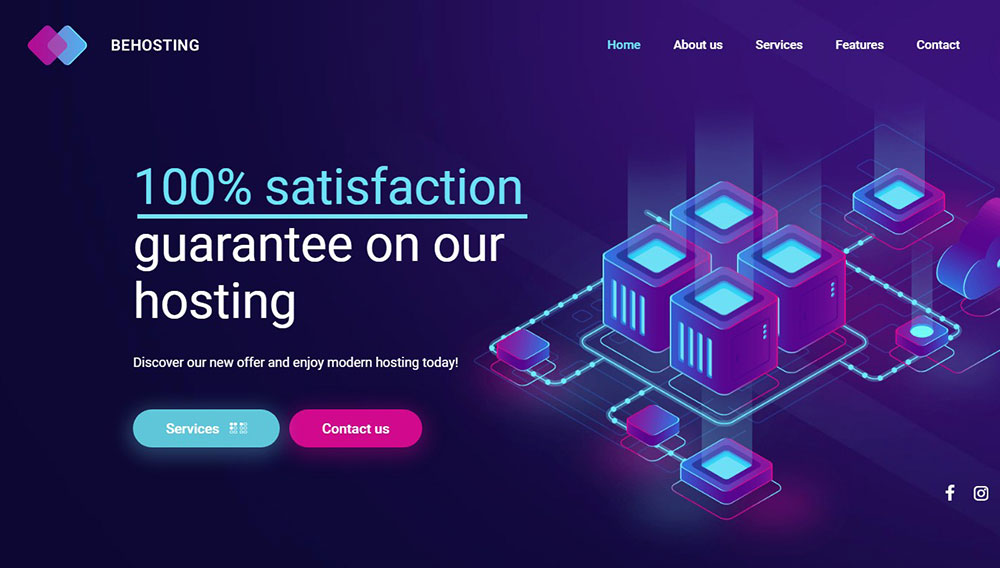 BEHOSTING
Home About us Services Features Contact
100% satisfaction
guarantee on our
hosting
Discover our new offer and enjoy modern hosting today!
Services Contact us